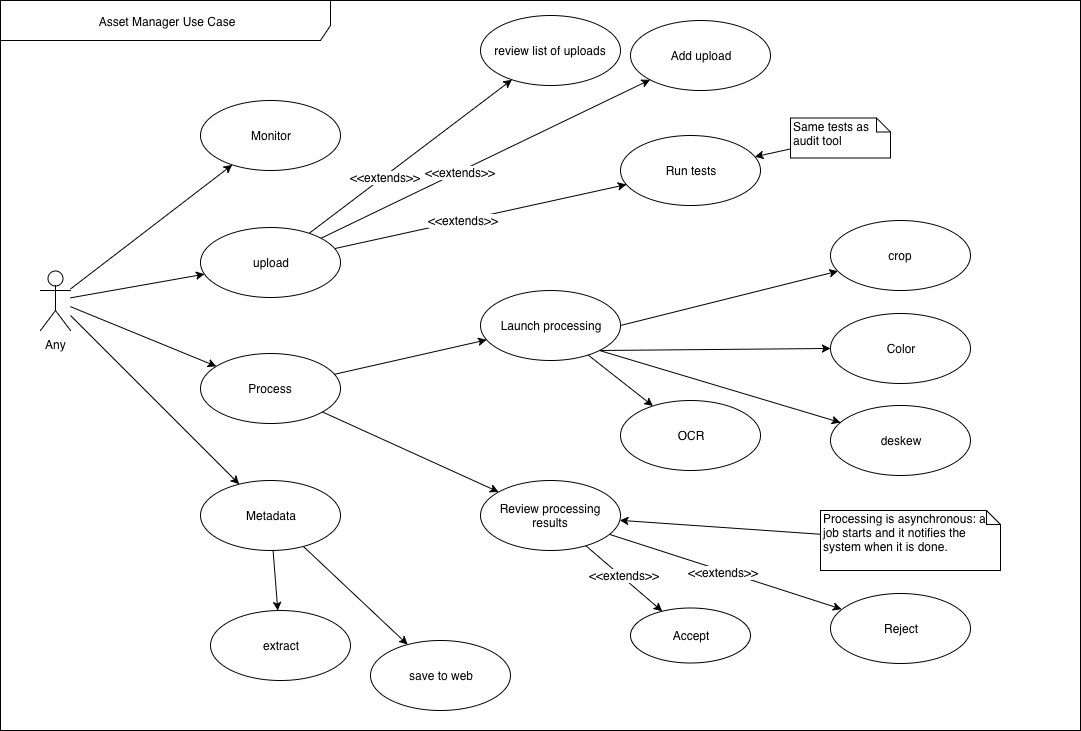 Asset Manager Use Case
review list of uploads
Add upload
Monitor
Same tests as
audit tool
Run tests
<<extends>>
<<extends>>
<<extends>>
upload
crop
Any
Launch processing
Color
Process
OCR
deskew
Metadata
Review processing
results
Processing is asynchronous: a
job starts and it notifies the
system when it is done.
<<extends>>
<<extends>>
Accept
Reject
extract
save to web